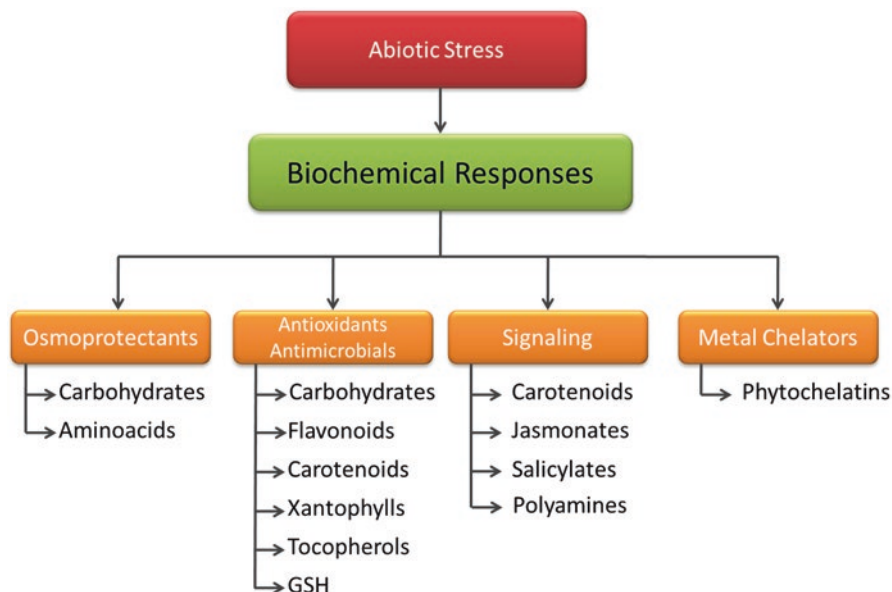 Abiotic Stress
Biochemical Responses
Osmoprotectants
Carbohydrates
Aminoacids
Antioxidants
Antimicrobials
Carbohydrates
Flavonoids
Carotenoids
Xantophylls
Tocopherols
GSH
Signaling
Carotenoids
Jasmonates
Salicylates
Polyamines
Metal Chelators
Phytochelatins